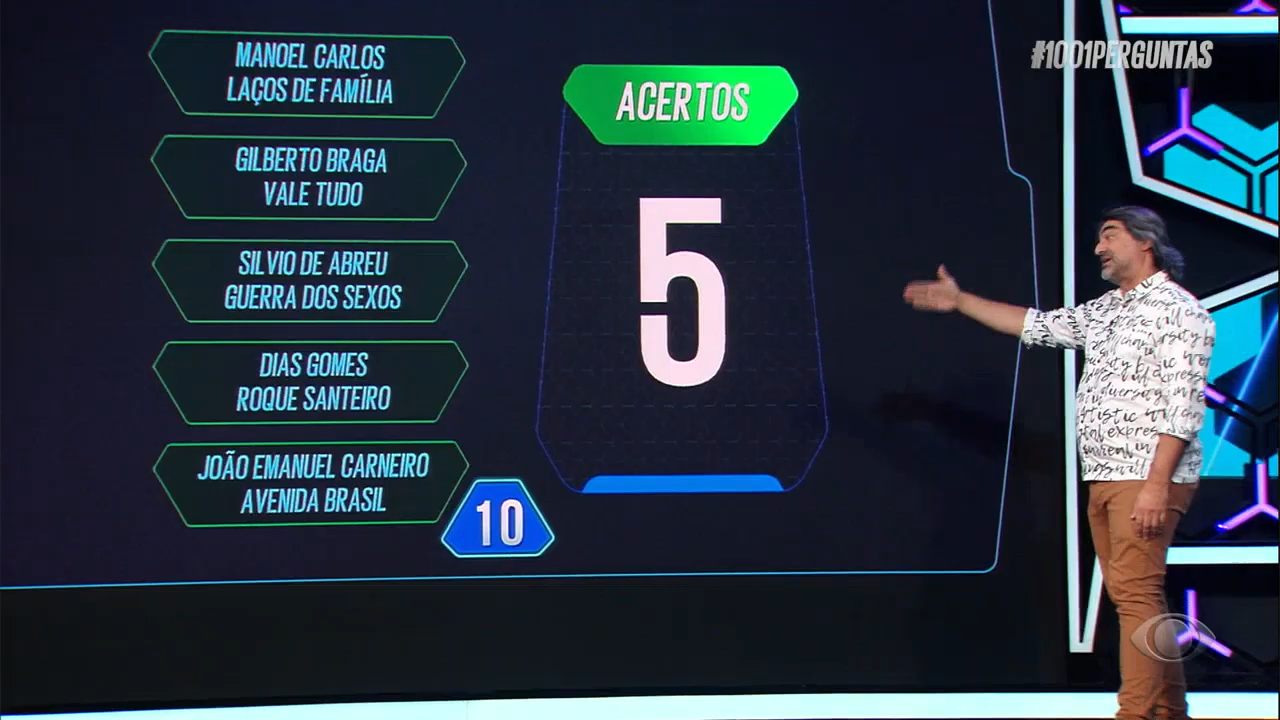 #1001PERGUNTAS
MANOEL CARLOS
LAÇOS DE FAMÍLIA
GILBERTO BRAGA
VALE TUDO
SILVIO DE ABREU
GUERRA DOS SEXOS
DIAS GOMES
ROQUE SANTEIRO
JOÃO EMANUEL CARNEIRO
AVENIDA BRASIL
10
ACERTOS
5